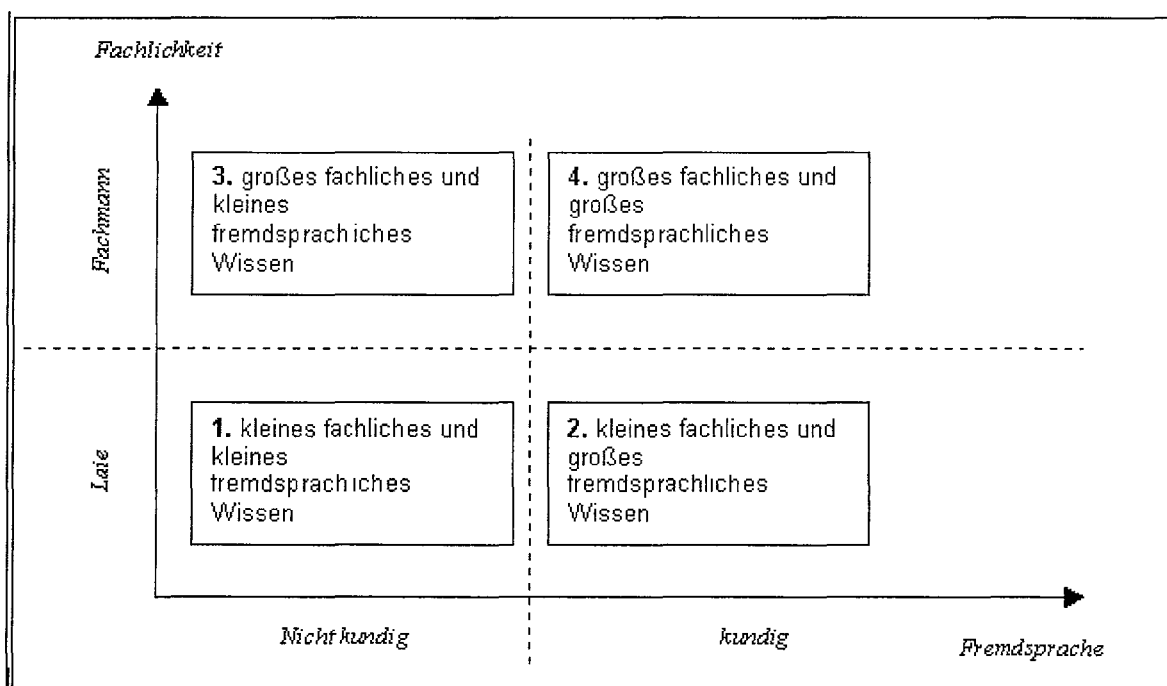 Fachlichkeit
Fachmann
3. großes fachliches und
kleines
fremdsprachiches
Wissen
4. großes fachliches und
großes
fremdsprachliches
Wissen
Laie
1. kleines fachliches und
kleines
fremdsprachiches
Wissen
2. kleines fachliches und
großes
fremdsprachliches
Wissen
Nicht kundig
kundig
Fremdsprache